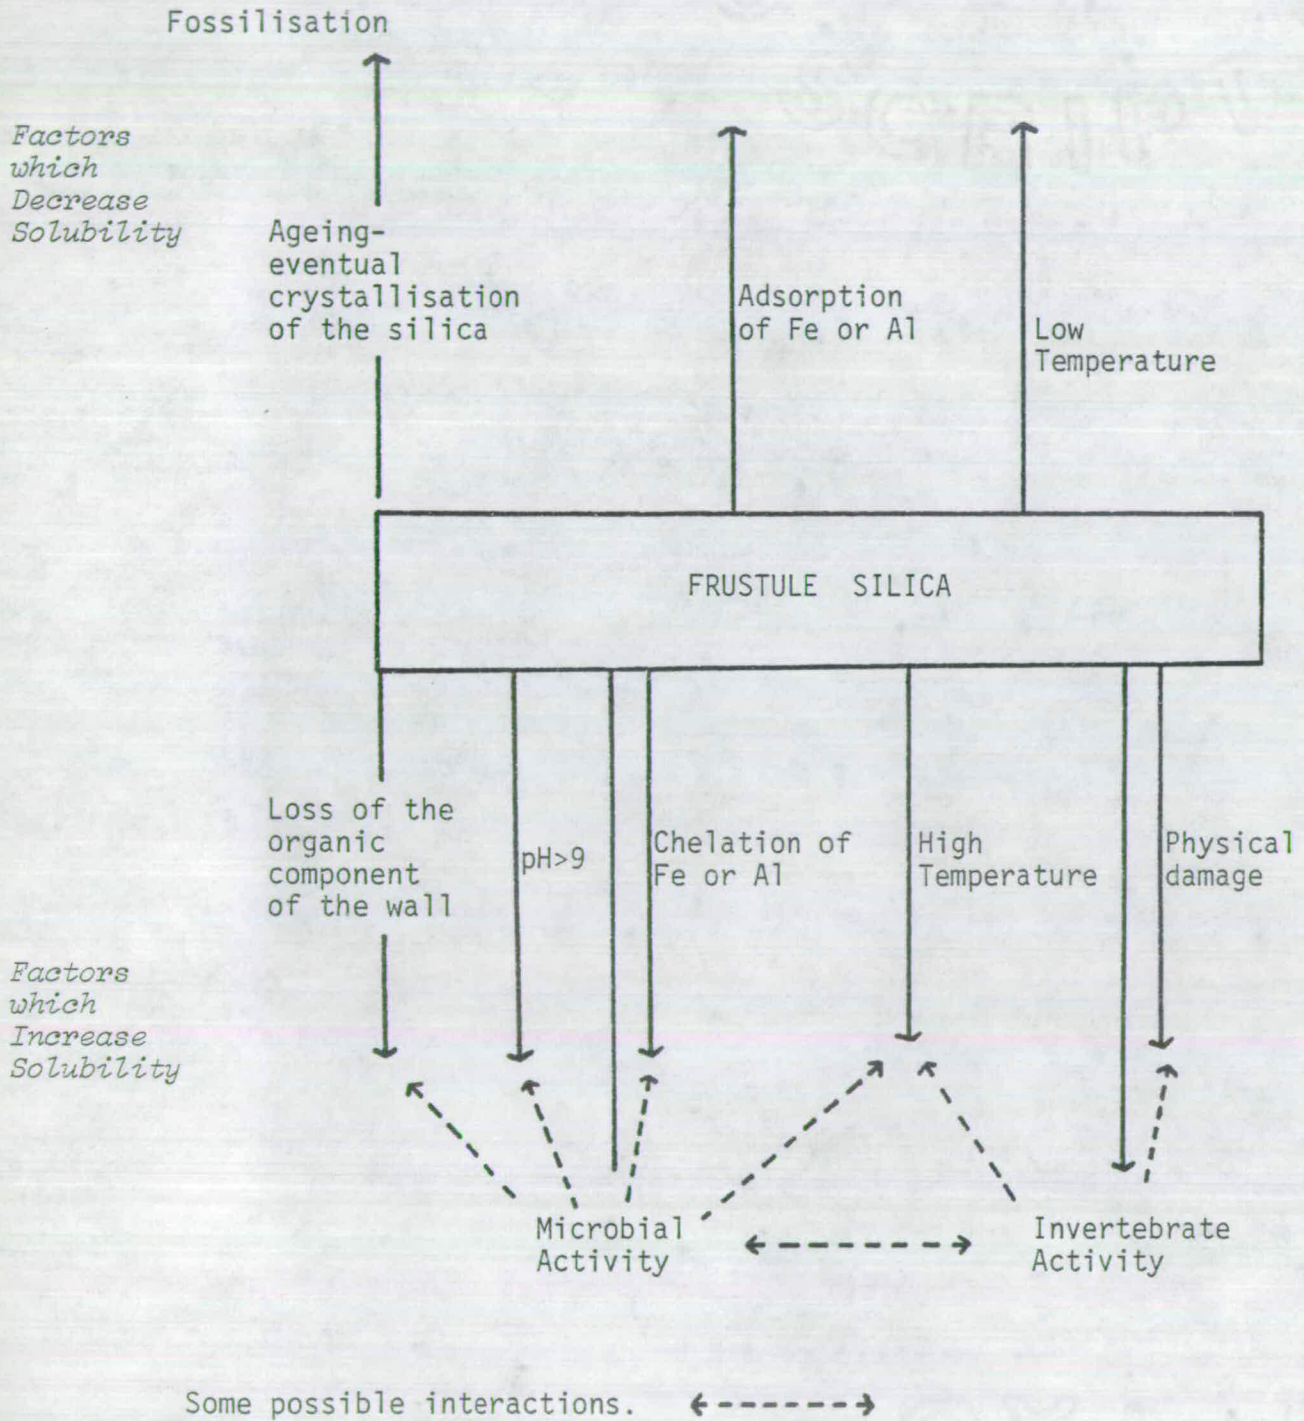 Fossilisation
Factors
which
Decrease
Solubility
Ageing-
eventual
crystallisation
of the silica
Adsorption
of Fe or Al
Low
Temperature
FRUSTULE SILICA
Loss of the
organic
component
of the wall
pH>9
Chelation of
Fe or Al
High
Temperature
Physical
damage
Factors
which
Increase
Solubility
Microbial
Activity
Invertebrate
Activity
Some possible interactions.